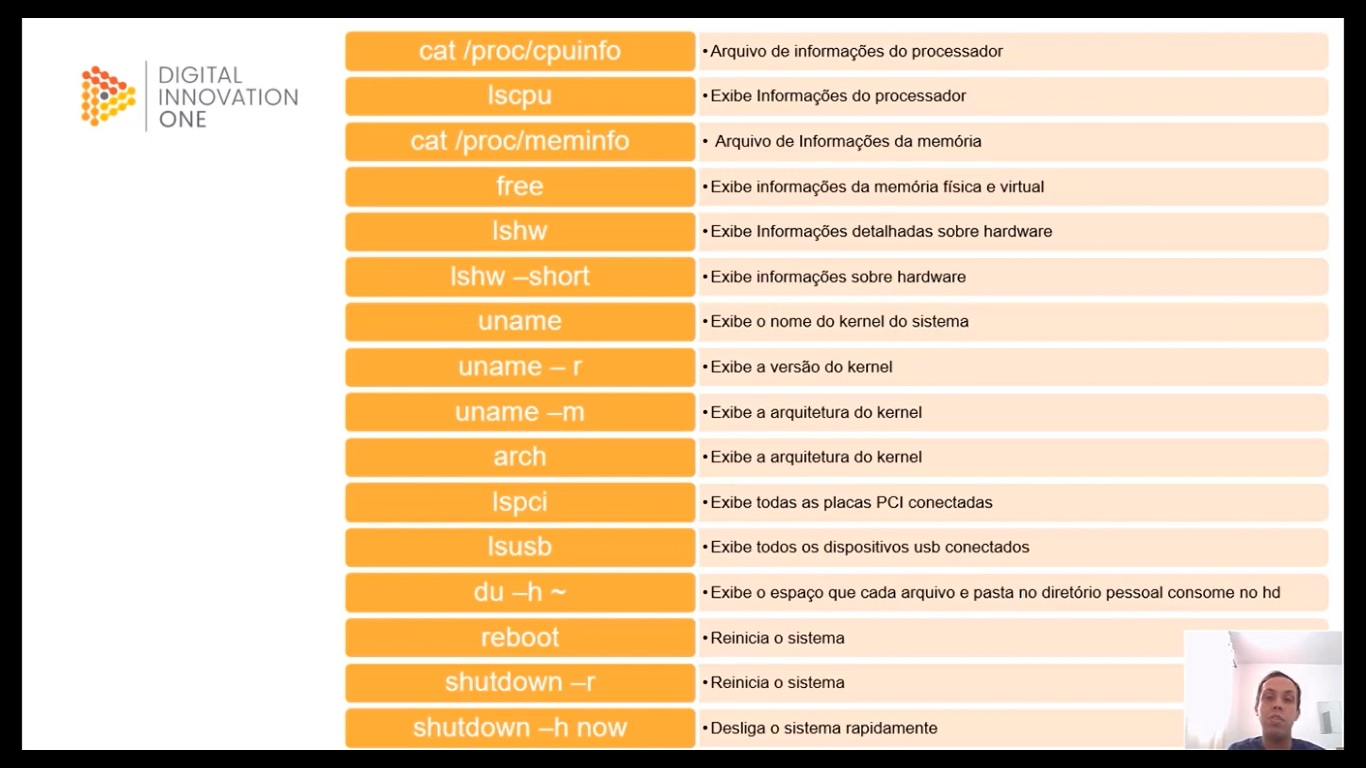 DIGITAL
INNOVATION
ONE
cat /proc/cpuinfo
•Arquivo de informações do processador
lscpu
•Exibe Informações do processador
cat /proc/meminfo
• Arquivo de Informações da memória
free
•Exibe informações da memória física e virtual
lshw
•Exibe Informações detalhadas sobre hardware
lshw –short
•Exibe informações sobre hardware
uname
•Exibe o nome do kernel do sistema
uname – r
•Exibe a versão do kernel
uname –m
•Exibe a arquitetura do kernel
arch
•Exibe a arquitetura do kernel
lspci
•Exibe todas as placas PCI conectadas
lsusb
•Exibe todos os dispositivos usb conectados
du –h ~
•Exibe o espaço que cada arquivo e pasta no diretório pessoal consome no hd
reboot
•Reinicia o sistema
shutdown –r
•Reinicia o sistema
shutdown –h now
•Desliga o sistema rapidamente